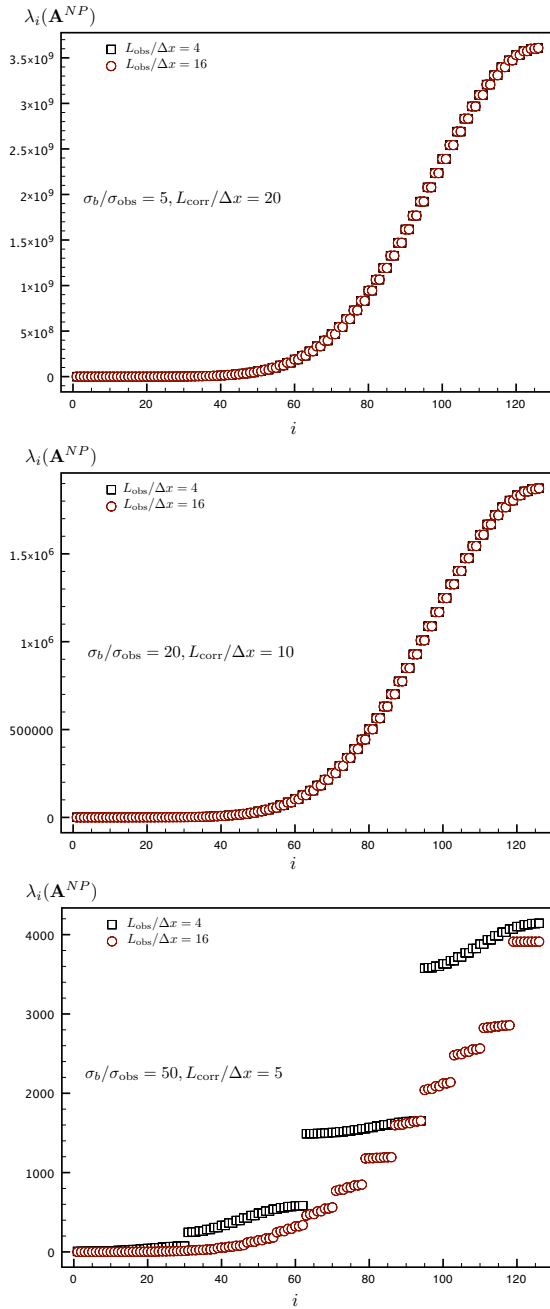 λ_i(A^{NP})
3.5×10^9
L_obs/Δx = 4
L_obs/Δx = 16
3×10^9
2.5×10^9
2×10^9
σ_b/σ_obs = 5, L_corr/Δx = 20
1.5×10^9
1×10^9
5×10^8
0
0 20 40 60 80 100 120
i
λ_i(A^{NP})
L_obs/Δx = 4
L_obs/Δx = 16
1.5×10^6
1×10^6
σ_b/σ_obs = 20, L_corr/Δx = 10
500000
0
0 20 40 60 80 100 120
i
λ_i(A^{NP})
L_obs/Δx = 4
L_obs/Δx = 16
4000
3000
σ_b/σ_obs = 50, L_corr/Δx = 5
2000
1000
0
0 20 40 60 80 100 120
i